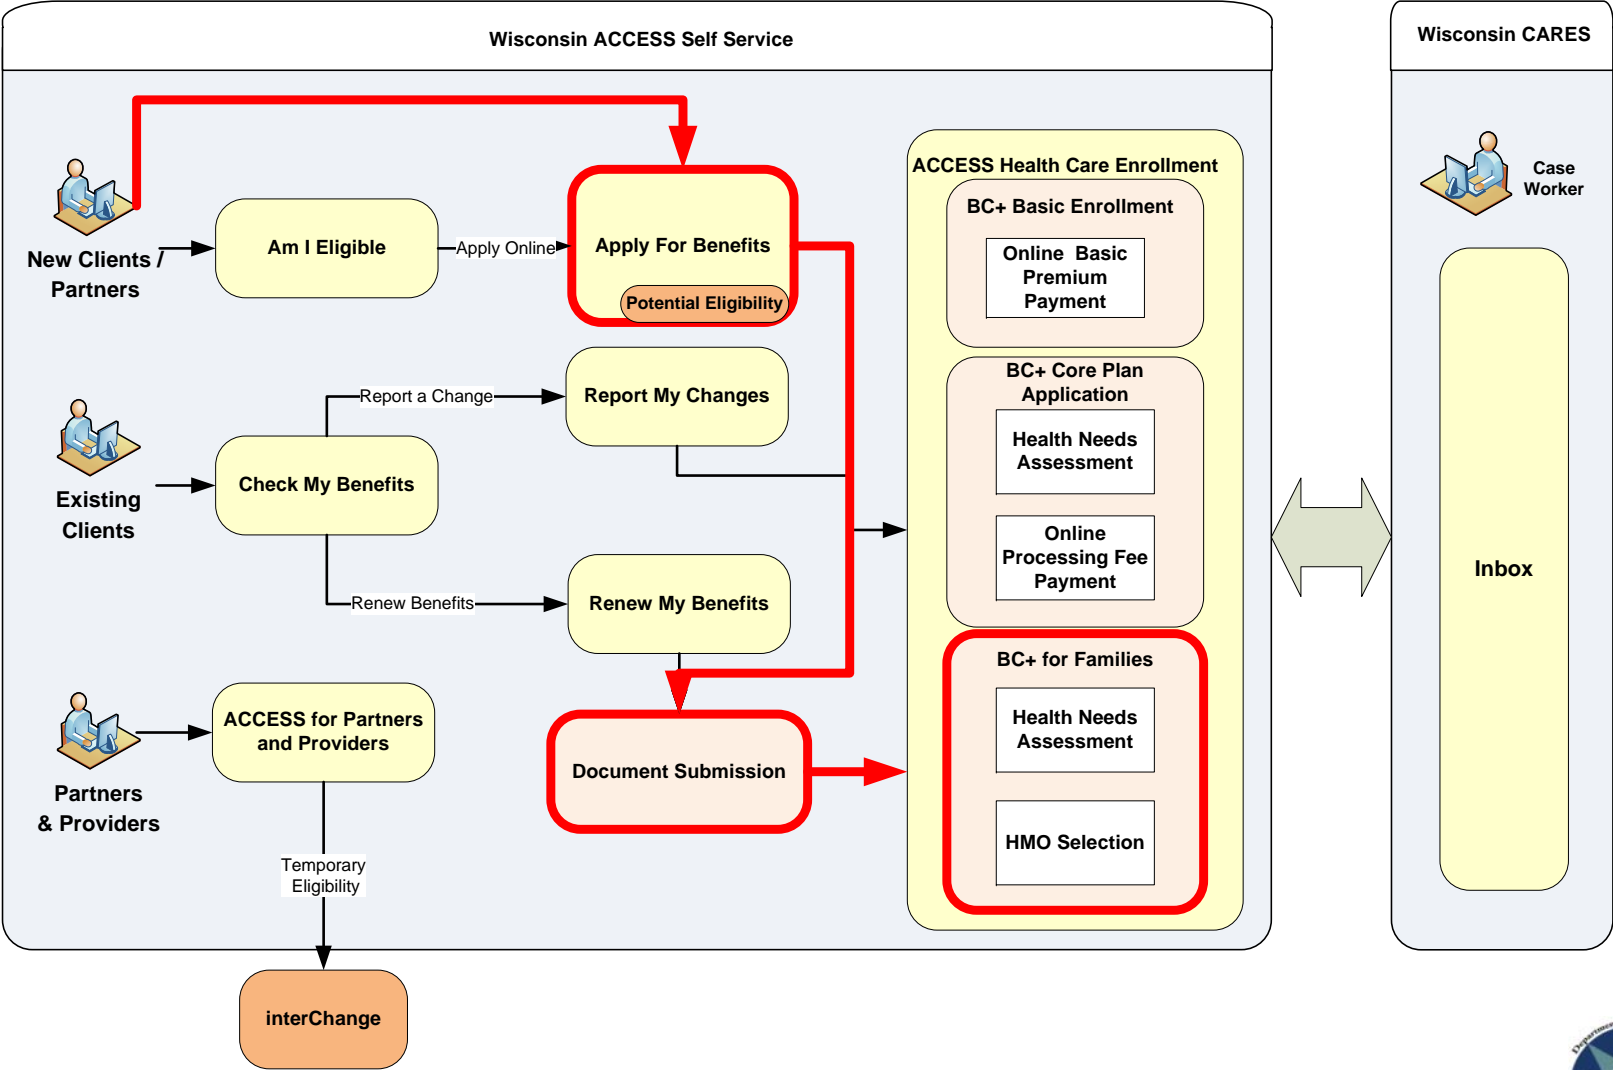 Wisconsin ACCESS Self Service
Wisconsin CARES
New Clients /
Partners
Am I Eligible
Apply Online
Apply For Benefits
Potential Eligibility
Existing
Clients
Check My Benefits
Report a Change
Report My Changes
Renew Benefits
Renew My Benefits
Partners
& Providers
ACCESS for Partners
and Providers
Temporary
Eligibility
interChange
Document Submission
ACCESS Health Care Enrollment
BC+ Basic Enrollment
Online Basic
Premium
Payment
BC+ Core Plan
Application
Health Needs
Assessment
Online
Processing Fee
Payment
BC+ for Families
Health Needs
Assessment
HMO Selection
Case
Worker
Inbox
Department